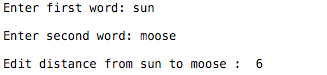 Enter first word: sun
Enter second word: moose
Edit distance from sun to moose :  6